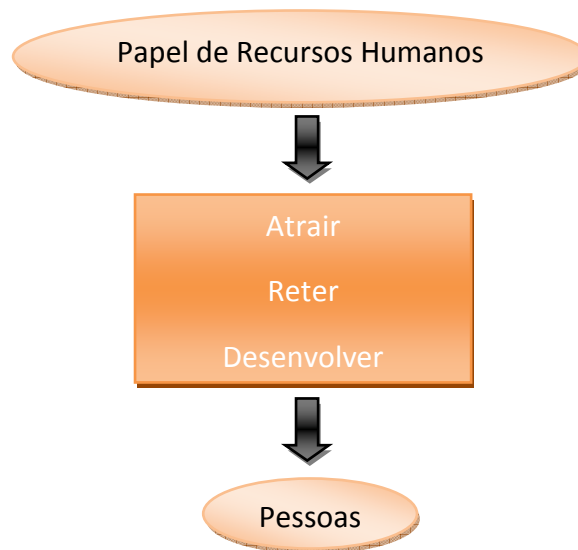 Papel de Recursos Humanos
Atrair
Reter
Desenvolver
Pessoas